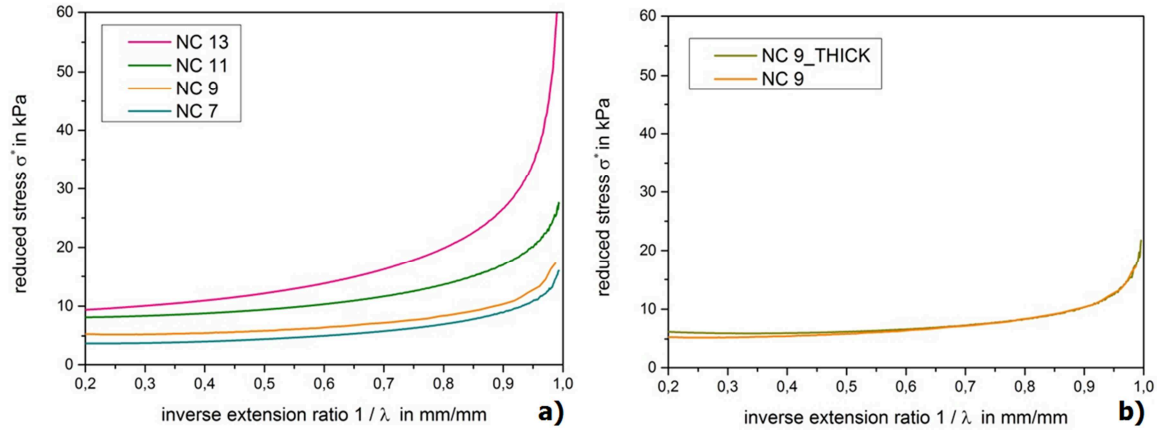 60
50
40
30
20
10
0
reduced stress σ* in kPa
NC 13
NC 11
NC 9
NC 7
0,2 0,3 0,4 0,5 0,6 0,7 0,8 0,9 1,0
inverse extension ratio 1 / λ in mm/mm
a)
60
50
40
30
20
10
0
reduced stress σ* in kPa
NC 9_THICK
NC 9
0,2 0,3 0,4 0,5 0,6 0,7 0,8 0,9 1,0
inverse extension ratio 1 / λ in mm/mm
b)